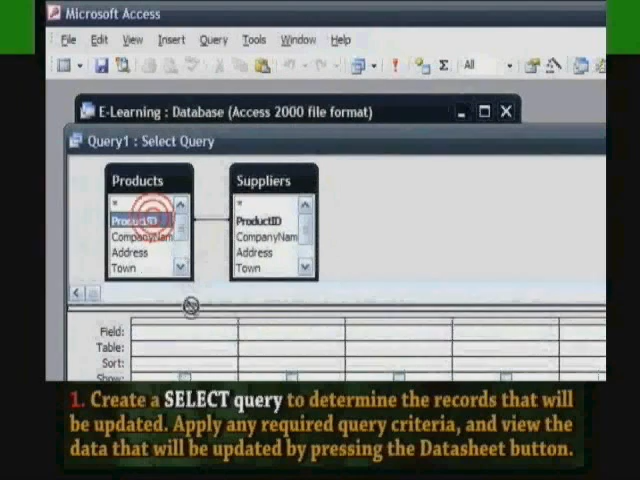 Microsoft Access
File Edit View Insert Query Tools Window Help
Σ All
E-Learning : Database (Access 2000 file format)
Query1 : Select Query
Products Suppliers
* *
ProductID ProductID
CompanyNam CompanyNam
Address Address
Town Town
Field:
Table:
Sort:
Show:
1. Create a SELECT query to determine the records that will
be updated. Apply any required query criteria, and view the
data that will be updated by pressing the Datasheet button.